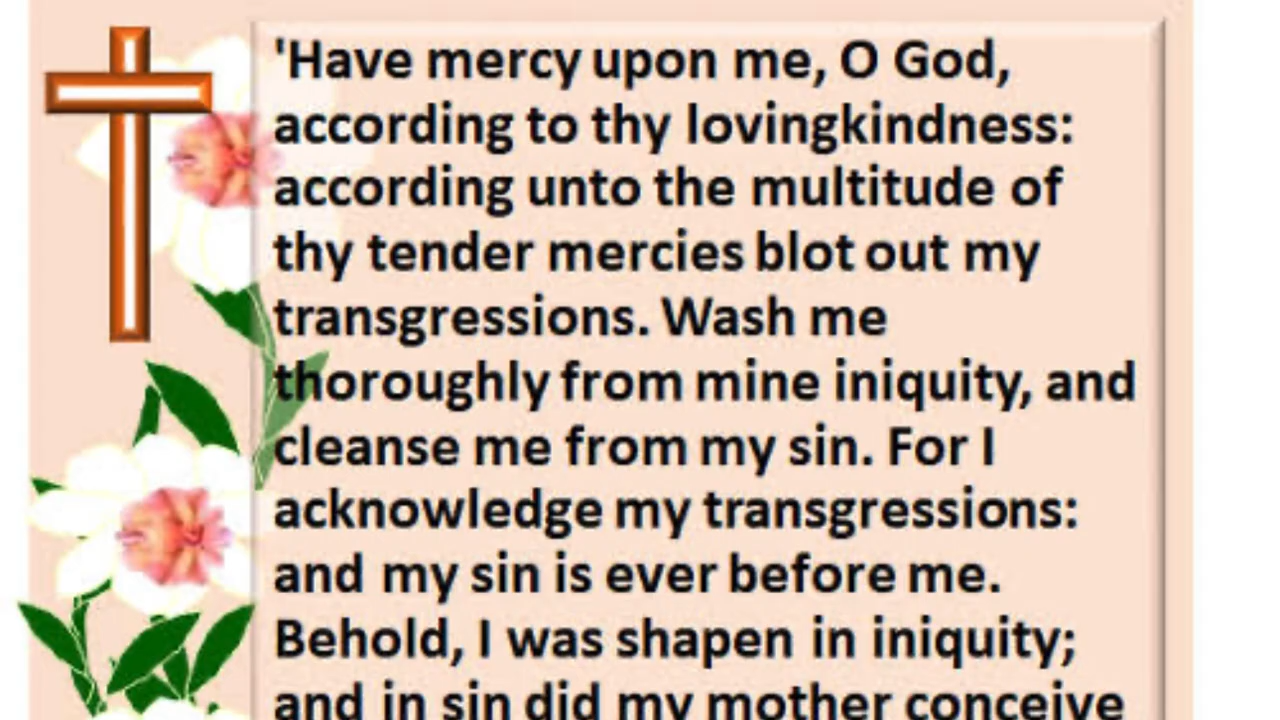 'Have mercy upon me, O God,
according to thy lovingkindness:
according unto the multitude of
thy tender mercies blot out my
transgressions. Wash me
thoroughly from mine iniquity, and
cleanse me from my sin. For I
acknowledge my transgressions:
and my sin is ever before me.
Behold, I was shapen in iniquity;
and in sin did my mother conceive